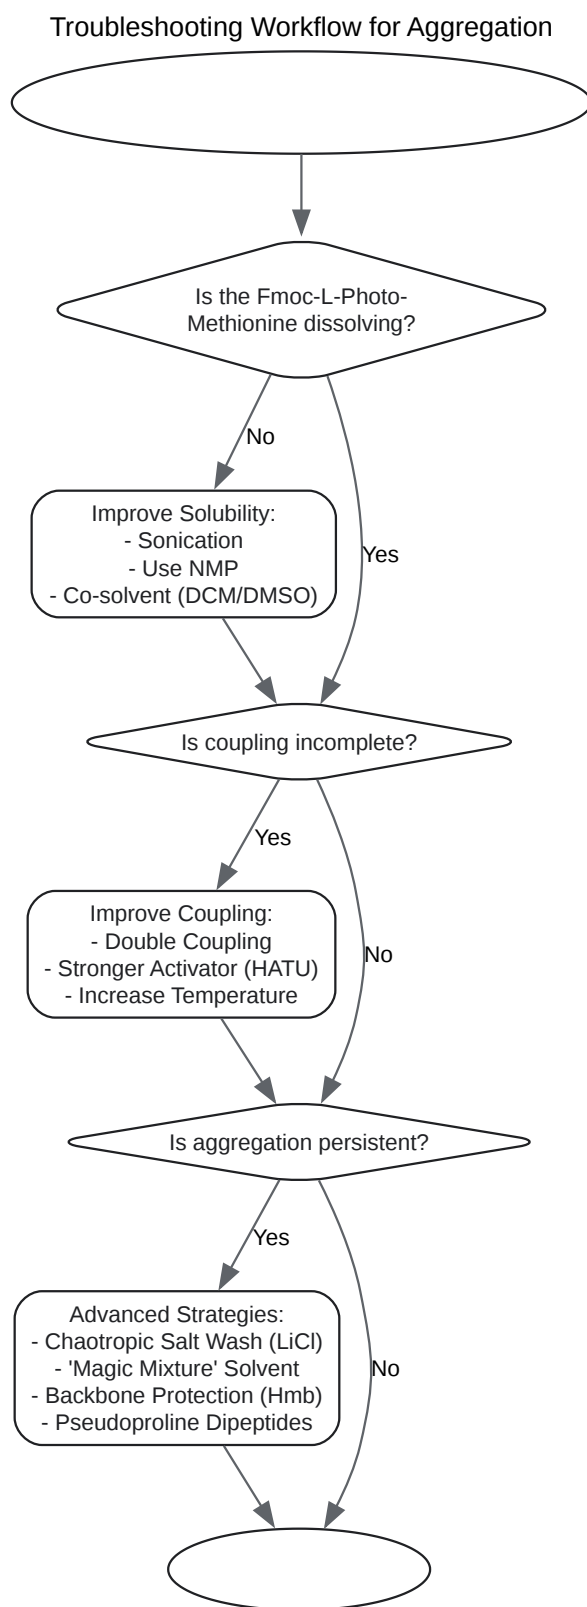 Troubleshooting Workflow for Aggregation
Is the Fmoc-L-Photo-
Methionine dissolving?
No
Improve Solubility:
- Sonication
- Use NMP
- Co-solvent (DCM/DMSO)
Yes
Is coupling incomplete?
Yes
Improve Coupling:
- Double Coupling
- Stronger Activator (HATU)
- Increase Temperature
No
Is aggregation persistent?
Yes
Advanced Strategies:
- Chaotropic Salt Wash (LiCl)
- 'Magic Mixture' Solvent
- Backbone Protection (Hmb)
- Pseudoproline Dipeptides
No